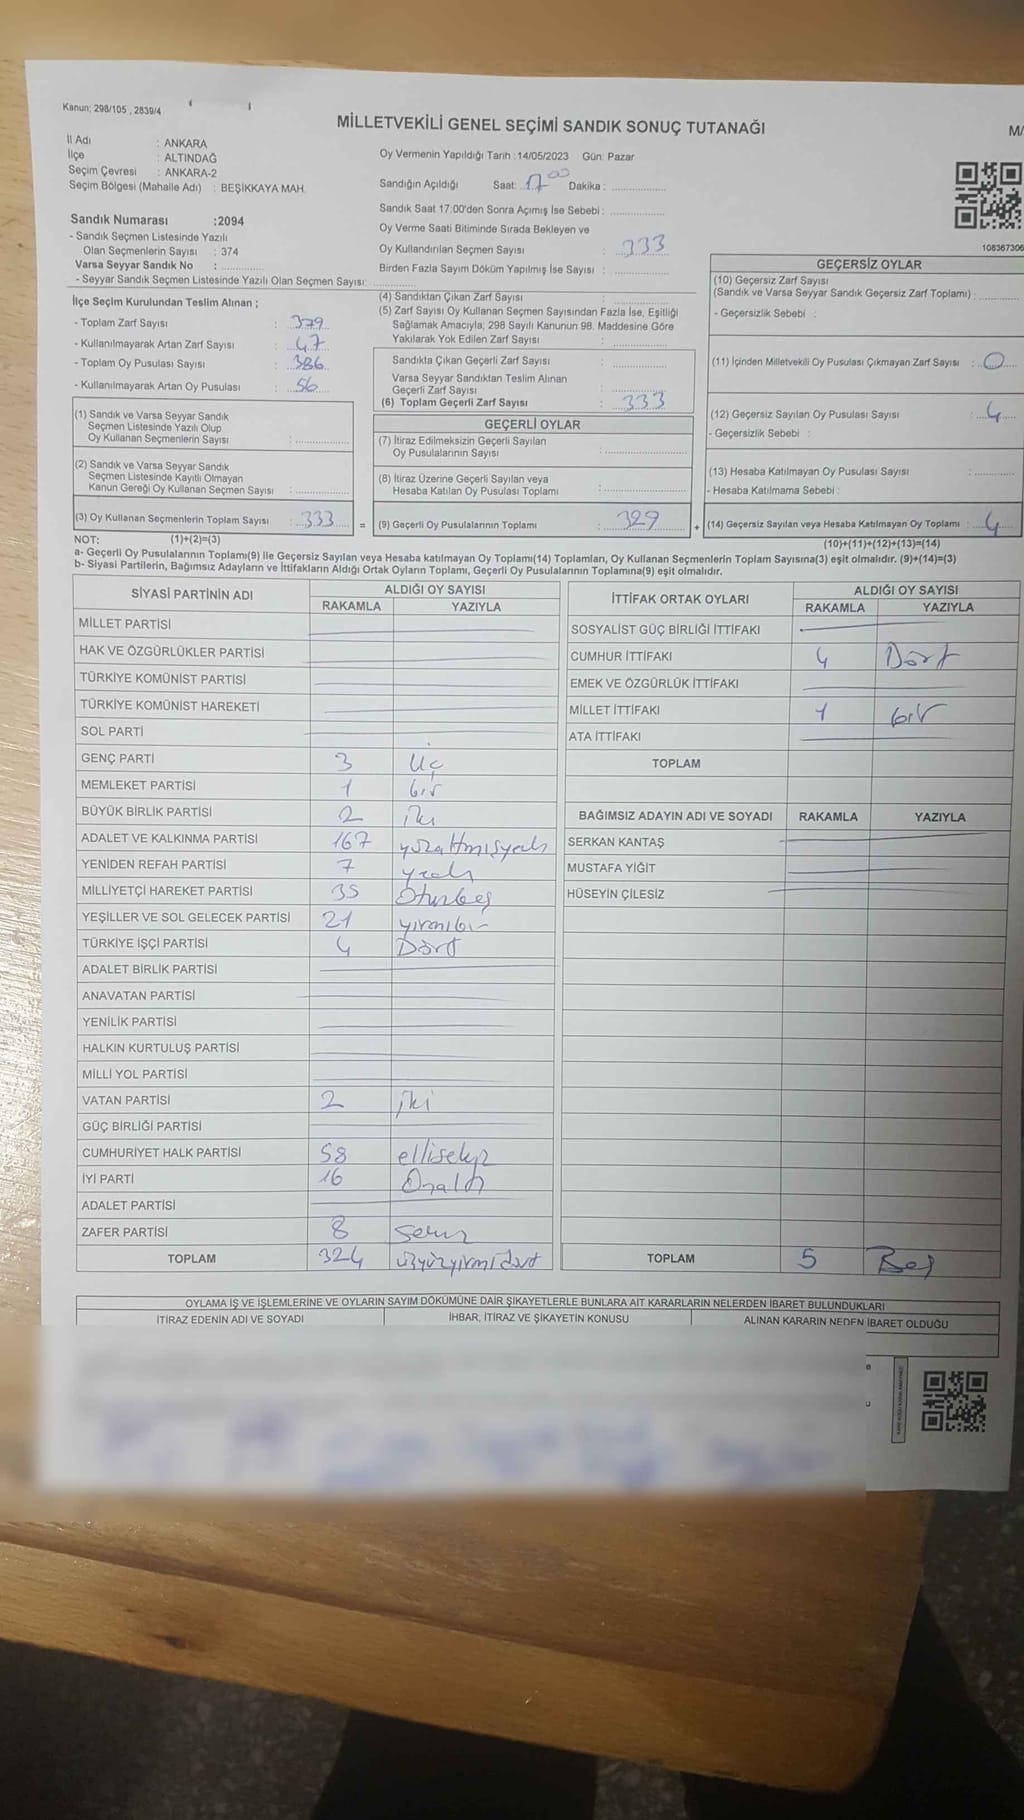 Kanun; 298/105 , 2839/4
MİLLETVEKİLİ GENEL SEÇİMİ SANDIK SONUÇ TUTANAĞI
M/
İl Adı : ANKARA
İlçe : ALTINDAĞ
Seçim Çevresi : ANKARA-2
Seçim Bölgesi (Mahalle Adı) : BEŞİKKAYA MAH.
Sandık Numarası :2094
- Sandık Seçmen Listesinde Yazılı
Olan Seçmenlerin Sayısı : 374
Varsa Seyyar Sandık No :
- Seyyar Sandık Seçmen Listesinde Yazılı Olan Seçmen Sayısı:
Oy Vermenin Yapıldığı Tarih :14/05/2023 Gün: Pazar
Sandığın Açıldığı Saat: 17 00 Dakika :
Sandık Saat 17:00'den Sonra Açımış İse Sebebi :
Oy Verme Saati Bitiminde Sırada Bekleyen ve
Oy Kullandırılan Seçmen Sayısı : 333
Birden Fazla Sayım Döküm Yapılmış İse Sayısı :
108367306
İlçe Seçim Kurulundan Teslim Alınan ;
- Toplam Zarf Sayısı : 379
- Kullanılmayarak Artan Zarf Sayısı : 47
- Toplam Oy Pusulası Sayısı : 386
- Kullanılmayarak Artan Oy Pusulası : 56
(1) Sandık ve Varsa Seyyar Sandık
Seçmen Listesinde Yazılı Olup
Oy Kullanan Seçmenlerin Sayısı :
(2) Sandık ve Varsa Seyyar Sandık
Seçmen Listesinde Kayıtlı Olmayan
Kanun Gereği Oy Kullanan Seçmen Sayısı :
(3) Oy Kullanan Seçmenlerin Toplam Sayısı : 333
(4) Sandıktan Çıkan Zarf Sayısı :
(5) Zarf Sayısı Oy Kullanan Seçmen Sayısından Fazla İse, Eşitliği
Sağlamak Amacıyla; 298 Sayılı Kanunun 98. Maddesine Göre
Yakılarak Yok Edilen Zarf Sayısı :
Sandıkta Çıkan Geçerli Zarf Sayısı :
Varsa Seyyar Sandıktan Teslim Alınan
Geçerli Zarf Sayısı :
(6) Toplam Geçerli Zarf Sayısı : 333
GEÇERLİ OYLAR
(7) İtiraz Edilmeksizin Geçerli Sayılan
Oy Pusulalarının Sayısı :
(8) İtiraz Üzerine Geçerli Sayılan veya
Hesaba Katılan Oy Pusulası Toplamı :
= (9) Geçerli Oy Pusulalarının Toplamı : 329
GEÇERSİZ OYLAR
(10) Geçersiz Zarf Sayısı
(Sandık ve Varsa Seyyar Sandık Geçersiz Zarf Toplamı) :
- Geçersizlik Sebebi :
(11) İçinden Milletvekili Oy Pusulası Çıkmayan Zarf Sayısı : 0
(12) Geçersiz Sayılan Oy Pusulası Sayısı : 4
- Geçersizlik Sebebi :
(13) Hesaba Katılmayan Oy Pusulası Sayısı :
- Hesaba Katılmama Sebebi :
+ (14) Geçersiz Sayılan veya Hesaba Katılmayan Oy Toplamı : 4
NOT: (1)+(2)=(3)
(10)+(11)+(12)+(13)=(14)
a- Geçerli Oy Pusulalarının Toplamı(9) ile Geçersiz Sayılan veya Hesaba katılmayan Oy Toplamı(14) Toplamları, Oy Kullanan Seçmenlerin Toplam Sayısına(3) eşit olmalıdır. (9)+(14)=(3)
b- Siyasi Partilerin, Bağımsız Adayların ve İttifakların Aldığı Ortak Oyların Toplamı, Geçerli Oy Pusulalarının Toplamına(9) eşit olmalıdır.
SİYASİ PARTİNİN ADI ALDIĞI OY SAYISI
RAKAMLA YAZIYLA
MİLLET PARTİSİ
HAK VE ÖZGÜRLÜKLER PARTİSİ
TÜRKİYE KOMÜNİST PARTİSİ
TÜRKİYE KOMÜNİST HAREKETİ
SOL PARTİ
GENÇ PARTİ 3 Üç
MEMLEKET PARTİSİ 1 bir
BÜYÜK BİRLİK PARTİSİ 2 iki
ADALET VE KALKINMA PARTİSİ 167 yüzaltmışyedi
YENİDEN REFAH PARTİSİ 7 yedi
MİLLİYETÇİ HAREKET PARTİSİ 35 Otuzbeş
YEŞİLLER VE SOL GELECEK PARTİSİ 21 yirmibir
TÜRKİYE İŞÇİ PARTİSİ 4 Dört
ADALET BİRLİK PARTİSİ
ANAVATAN PARTİSİ
YENİLİK PARTİSİ
HALKIN KURTULUŞ PARTİSİ
MİLLİ YOL PARTİSİ
VATAN PARTİSİ 2 iki
GÜÇ BİRLİĞİ PARTİSİ
CUMHURİYET HALK PARTİSİ 58 ellisekiz
İYİ PARTİ 16 Onaltı
ADALET PARTİSİ
ZAFER PARTİSİ 8 sekiz
TOPLAM 324 üçyüzyirmidört
İTTİFAK ORTAK OYLARI ALDIĞI OY SAYISI
RAKAMLA YAZIYLA
SOSYALİST GÜÇ BİRLİĞİ İTTİFAKI
CUMHUR İTTİFAKI 4 Dört
EMEK VE ÖZGÜRLÜK İTTİFAKI
MİLLET İTTİFAKI 1 bir
ATA İTTİFAKI
TOPLAM
BAĞIMSIZ ADAYIN ADI VE SOYADI RAKAMLA YAZIYLA
SERKAN KANTAŞ
MUSTAFA YİĞİT
HÜSEYİN ÇİLESİZ
TOPLAM 5 Beş
OYLAMA İŞ VE İŞLEMLERİNE VE OYLARIN SAYIM DÖKÜMÜNE DAİR ŞİKAYETLERLE BUNLARA AİT KARARLARIN NELERDEN İBARET BULUNDUKLARI
İTİRAZ EDENİN ADI VE SOYADI İHBAR, İTİRAZ VE ŞİKAYETİN KONUSU ALINAN KARARIN NEDEN İBARET OLDUĞU